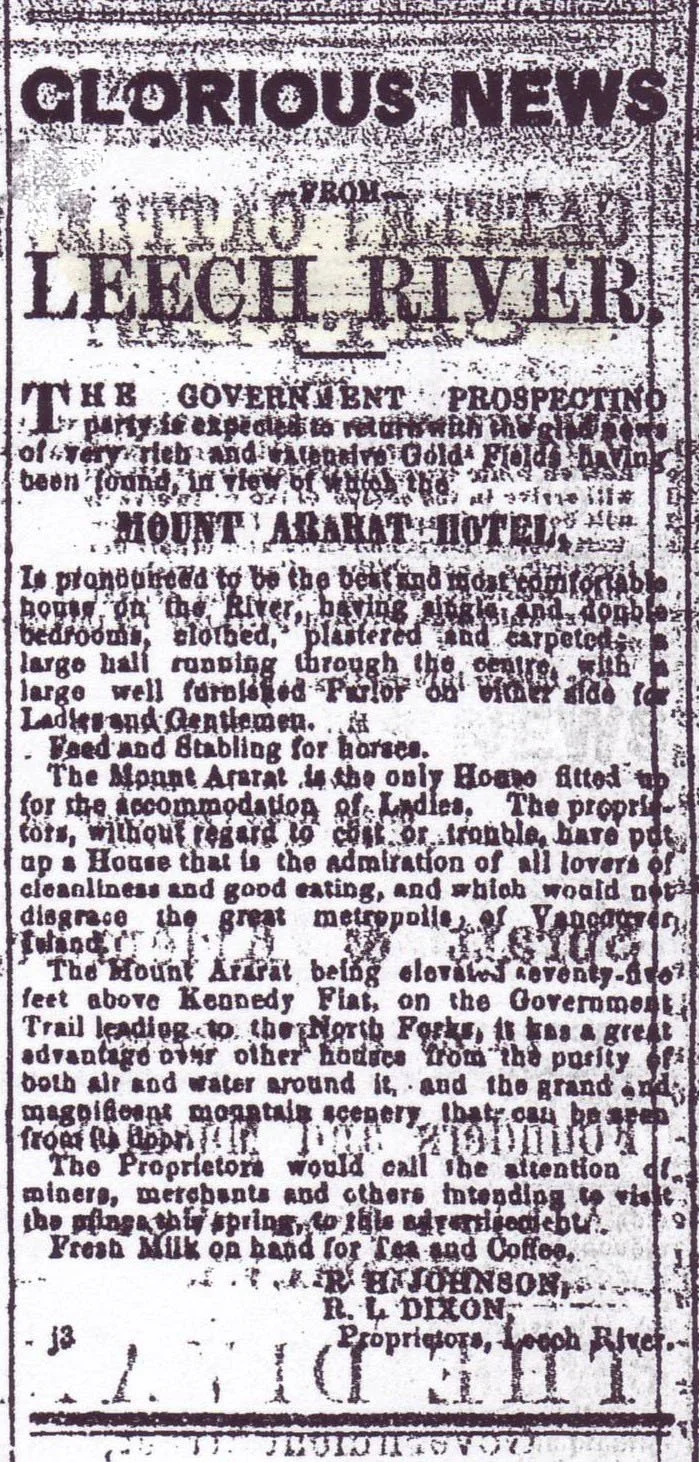 GLORIOUS NEWS
FROM
LEECH RIVER.
THE GOVERNMENT PROSPECTING
party is expected to return with the glad news
of very rich and extensive Gold Fields having
been found, in view of which the
MOUNT ARARAT HOTEL,
Is pronounced to be the best and most comfortable
house on the River, having single and double
bedrooms, clothed, plastered and carpeted; a
large hall running through the centre, with a
large well furnished Parlor on either side for
Ladies and Gentlemen.
Feed and Stabling for horses.
The Mount Ararat is the only House fitted up
for the accommodation of Ladies. The proprie-
tors, without regard to cost or trouble, have put
up a House that is the admiration of all lovers of
cleanliness and good eating, and which would not
disgrace the great metropolis of Vancouver
Island.
The Mount Ararat being elevated seventy-five
feet above Kennedy Flat, on the Government
Trail leading to the North Forks, it has a great
advantage over other houses from the purity of
both air and water around it, and the grand and
magnificent mountain scenery that can be seen
from its door.
The Proprietors would call the attention of
miners, merchants and others intending to visit
the mines this spring, to this advertisement.
Fresh Milk on hand for Tea and Coffee.
R. H. JOHNSON,
R. L. DIXON,
j3 Proprietors, Leech River.